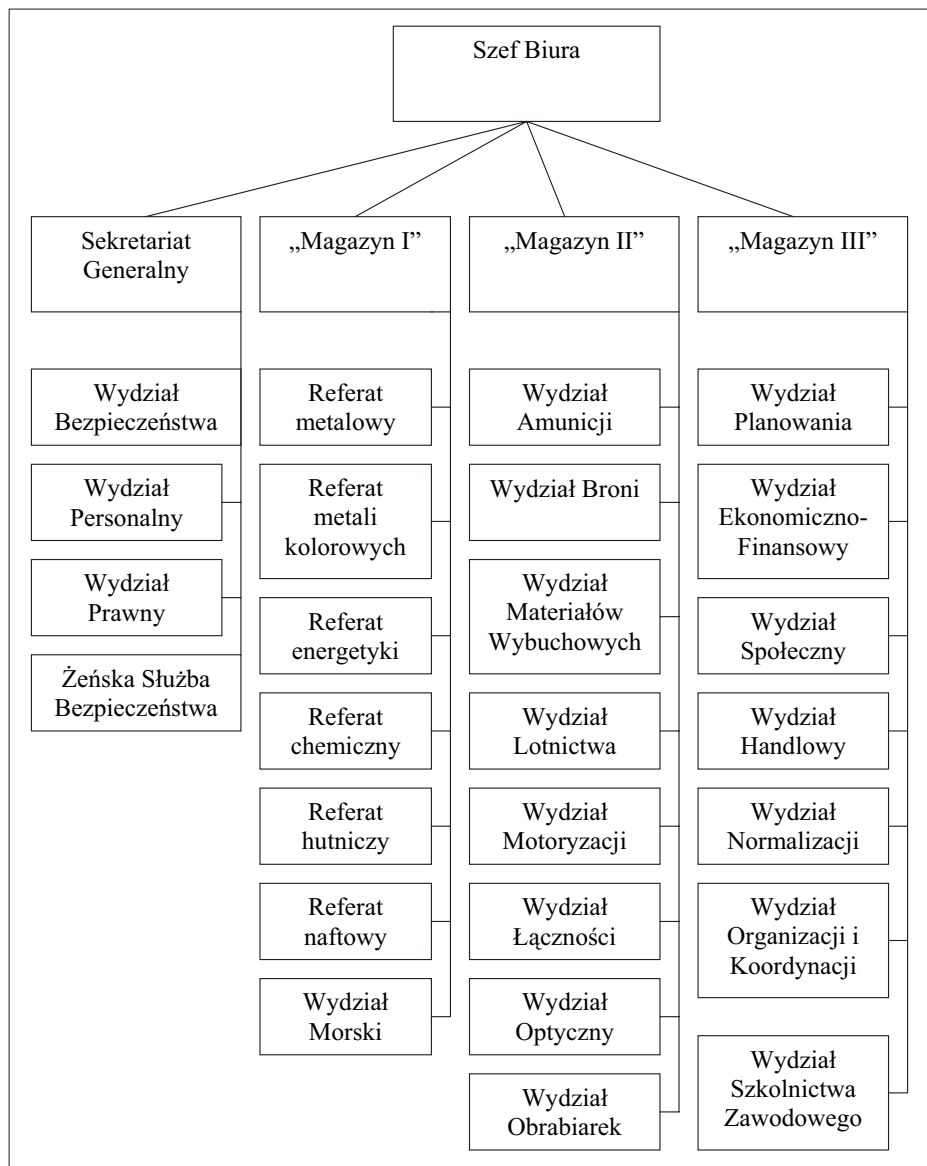 Szef Biura
Sekretariat
Generalny
„Magazyn I”
„Magazyn II”
„Magazyn III”
Wydział
Bezpieczeństwa
Wydział
Personalny
Wydział
Prawny
Żeńska Służba
Bezpieczeństwa
Referat
metalowy
Referat
metali
kolorowych
Referat
energetyki
Referat
chemiczny
Referat
hutniczy
Referat
naftowy
Wydział
Morski
Wydział
Amunicji
Wydział Broni
Wydział
Materiałów
Wybuchowych
Wydział
Lotnictwa
Wydział
Motoryzacji
Wydział
Łączności
Wydział
Optyczny
Wydział
Obrabiarek
Wydział
Planowania
Wydział
Ekonomiczno-
Finansowy
Wydział
Społeczny
Wydział
Handlowy
Wydział
Normalizacji
Wydział
Organizacji i
Koordynacji
Wydział
Szkolnictwa
Zawodowego